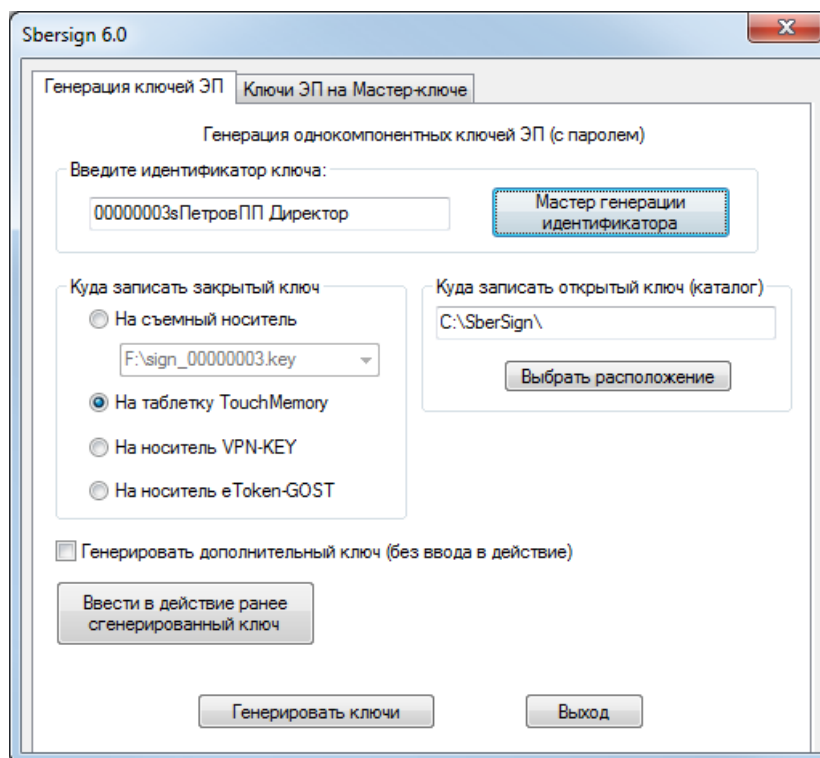 Sbersign 6.0
Генерация ключей ЭП
Ключи ЭП на Мастер-ключе
Генерация однокомпонентных ключей ЭП (с паролем)
Введите идентификатор ключа:
00000003sПетровПП Директор
Мастер генерации
идентификатора
Куда записать закрытый ключ
На съемный носитель
F:\sign_00000003.key
На таблетку TouchMemory
На носитель VPN-KEY
На носитель eToken-GOST
Куда записать открытый ключ (каталог)
C:\SberSign\
Выбрать расположение
Генерировать дополнительный ключ (без ввода в действие)
Ввести в действие ранее
сгенерированный ключ
Генерировать ключи
Выход